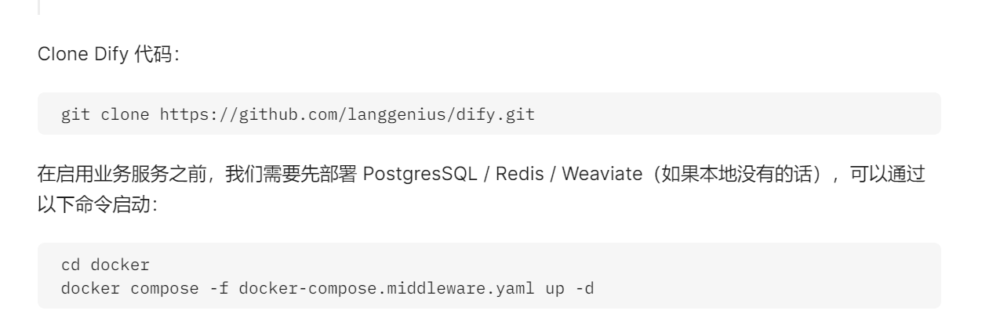 Clone Dify 代码：
git clone https://github.com/langgenius/dify.git
在启用业务服务之前，我们需要先部署 PostgresSQL / Redis / Weaviate（如果本地没有的话），可以通过
以下命令启动：
cd docker
docker compose -f docker-compose.middleware.yaml up -d